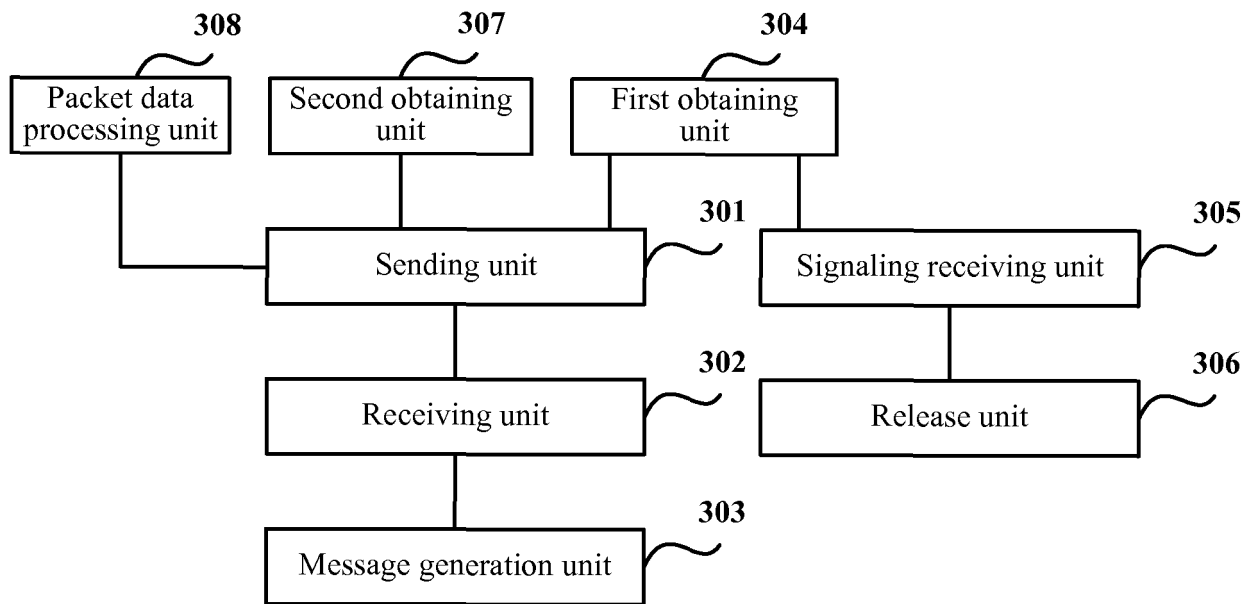 308
307
304
Packet data
processing unit
Second obtaining
unit
First obtaining
unit
301
305
Sending unit
Signaling receiving unit
302
306
Receiving unit
Release unit
303
Message generation unit